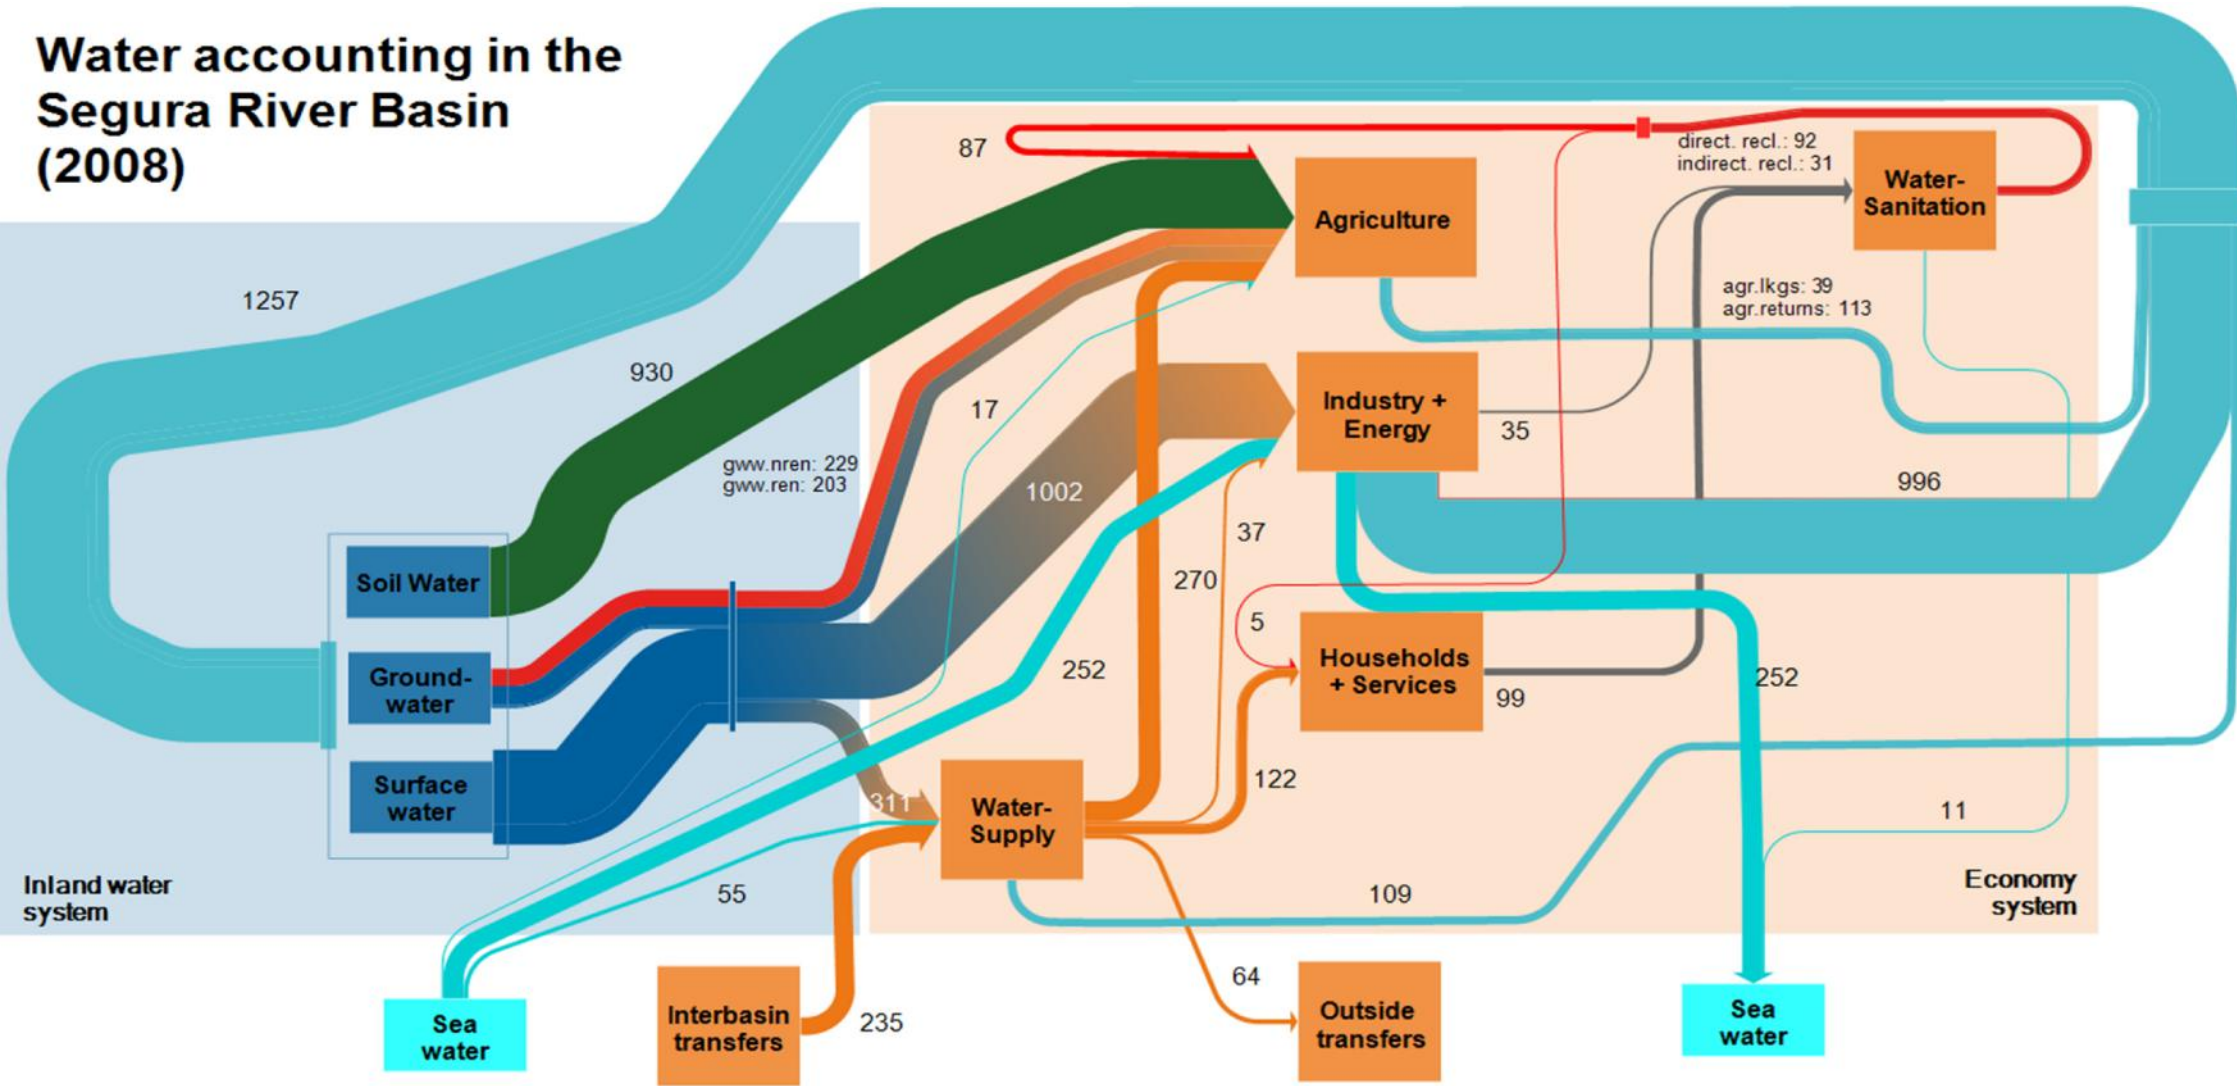 Water accounting in the
Segura River Basin
(2008)
87
direct. recl.: 92
indirect. recl.: 31
Water-
Sanitation
Agriculture
1257
agr.lkgs: 39
agr.returns: 113
930
17
Industry +
Energy
35
gww.nren: 229
gww.ren: 203
1002
996
37
270
Soil Water
5
252
Households
+ Services
99
252
Ground-
water
122
Surface
water
311
Water-
Supply
11
Inland water
system
55
109
Economy
system
64
Sea
water
Interbasin
transfers
235
Outside
transfers
Sea
water